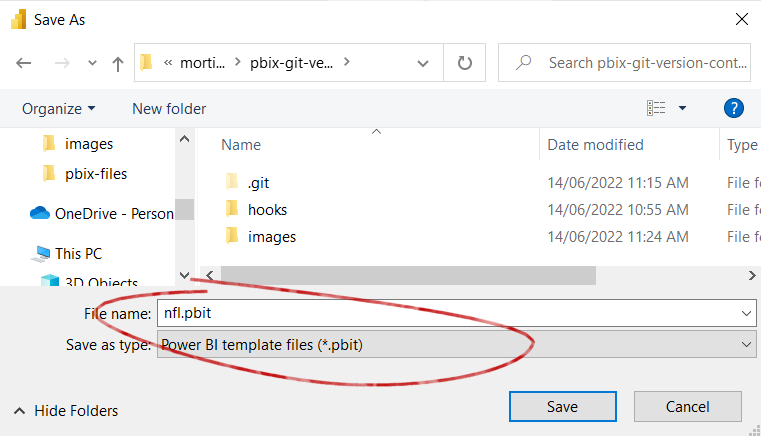 Save As
« morti... > pbix-git-ve... >
Search pbix-git-version-cont...
Organize
New folder
?
images
pbix-files
OneDrive - Person
This PC
3D Objects
Name
Date modified
Type
.git
14/06/2022 11:15 AM
File f
hooks
14/06/2022 10:55 AM
File f
images
14/06/2022 11:24 AM
File f
File name:
nfl.pbit
Save as type:
Power BI template files (*.pbit)
Hide Folders
Save
Cancel